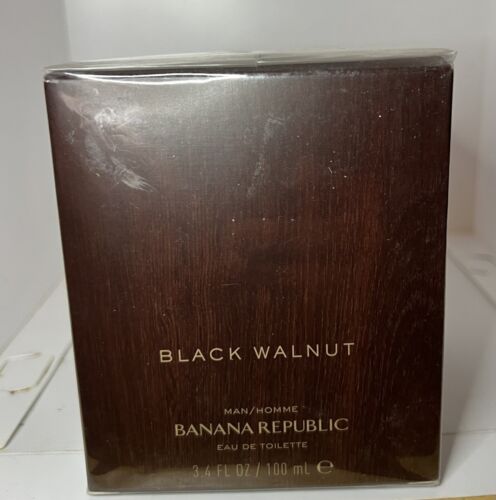 BLACK WALNUT
MAN/HOMME
BANANA REPUBLIC
EAU DE TOILETTE
3.4 FL OZ / 100 mL ℮